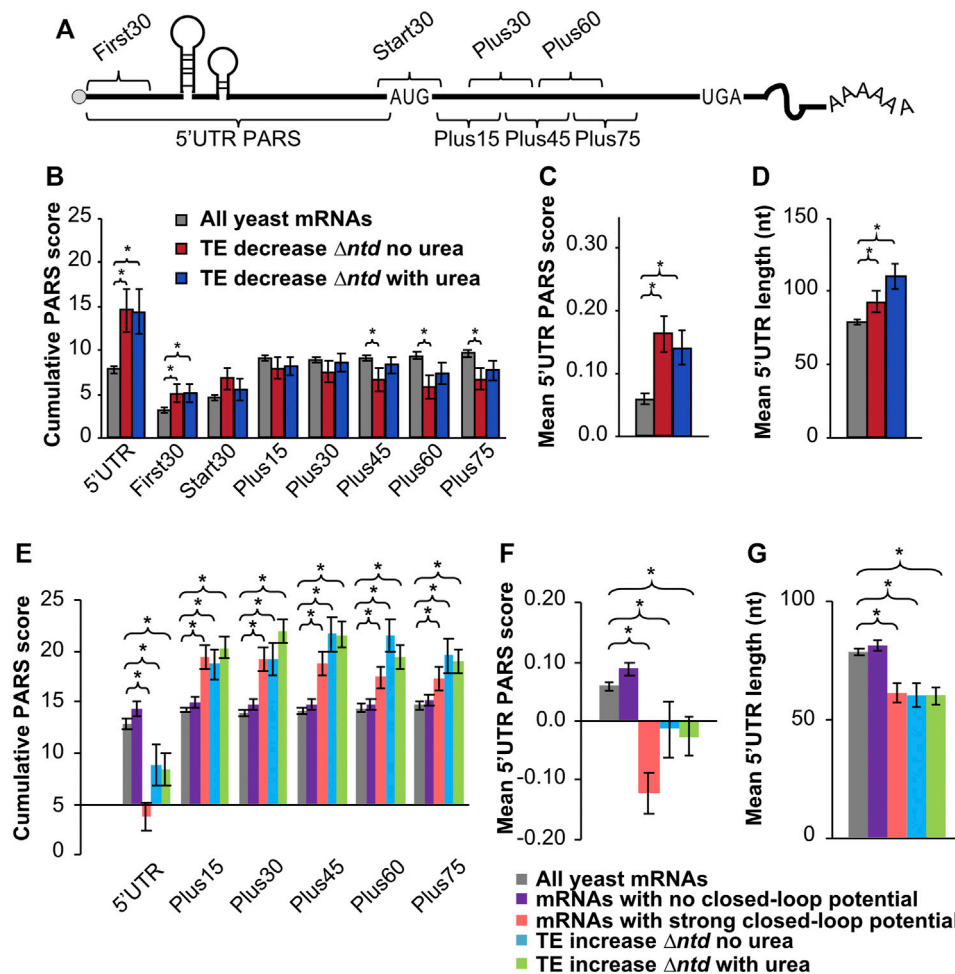 A
First30
Start30
Plus30
Plus60
AUG
UGA
AAAAAA
5'UTR PARS
Plus15
Plus45
Plus75
B
Cumulative PARS score
25
20
15
10
5
0
All yeast mRNAs
TE decrease Δntd no urea
TE decrease Δntd with urea
* * * * * * *
5'UTR
First30
Start30
Plus15
Plus30
Plus45
Plus60
Plus75
C
Mean 5'UTR PARS score
0.30
0.20
0.10
0.0
* *
D
Mean 5'UTR length (nt)
150
100
50
0
* *
E
Cumulative PARS score
25
20
15
10
5
0
* * * * * * * * * * * * * * * * * *
5'UTR
Plus15
Plus30
Plus45
Plus60
Plus75
F
Mean 5'UTR PARS score
0.20
0.10
0.0
-0.10
-0.20
* * *
G
Mean 5'UTR length (nt)
100
50
0
* * *
All yeast mRNAs
mRNAs with no closed-loop potential
mRNAs with strong closed-loop potential
TE increase Δntd no urea
TE increase Δntd with urea